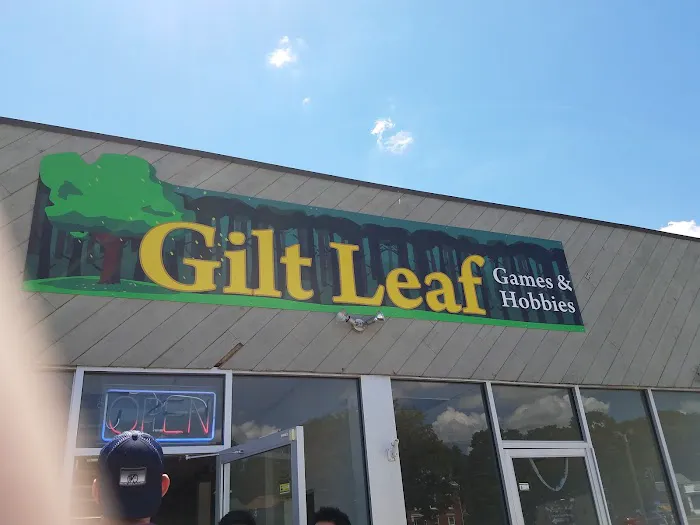 Gilt Leaf
Games &
Hobbies
OPEN